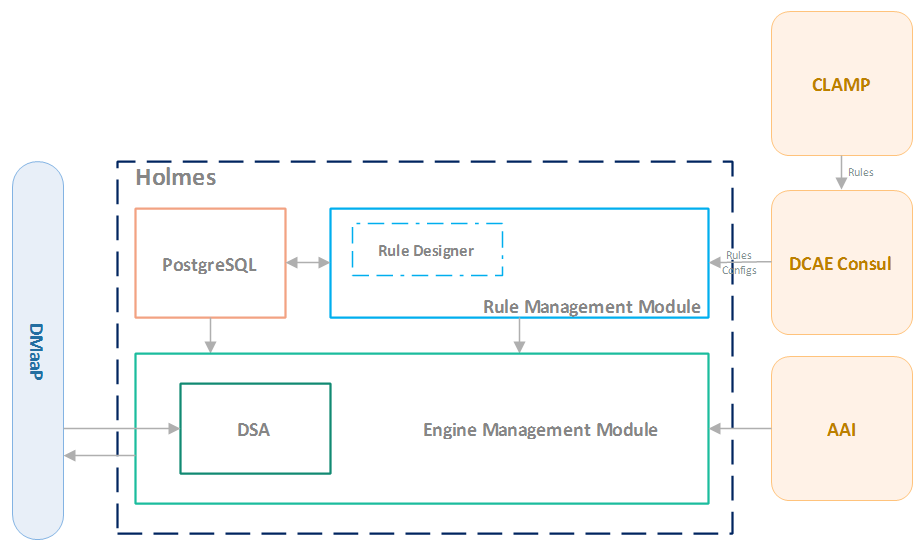 CLAMP
Rules
Holmes
PostgreSQL
Rule Designer
Rule Management Module
Rules
Configs
DCAE Consul
DMaaP
DSA
Engine Management Module
AAI